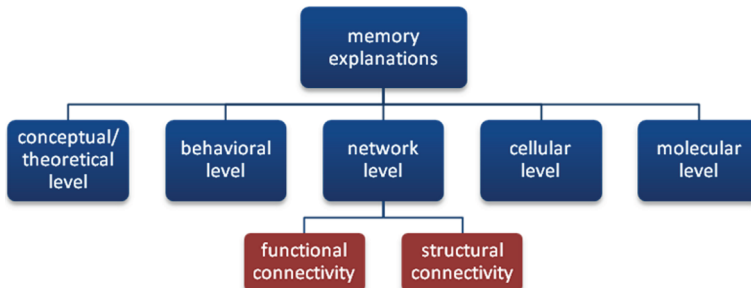 memory
explanations
conceptual/
theoretical
level
behavioral
level
network
level
cellular
level
molecular
level
functional
connectivity
structural
connectivity